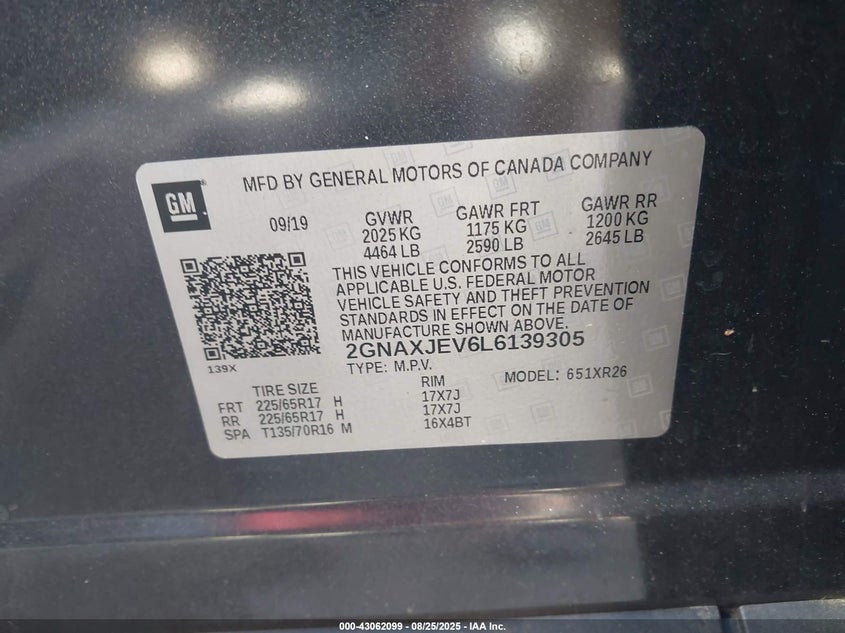 GM
MFD BY GENERAL MOTORS OF CANADA COMPANY
09/19
GVWR
2025 KG
4464 LB
GAWR FRT
1175 KG
2590 LB
GAWR RR
1200 KG
2645 LB
THIS VEHICLE CONFORMS TO ALL
APPLICABLE U.S. FEDERAL MOTOR
VEHICLE SAFETY AND THEFT PREVENTION
STANDARDS IN EFFECT ON THE DATE OF
MANUFACTURE SHOWN ABOVE.
2GNAXJEV6L6139305
139X
TYPE: M.P.V.
MODEL: 651XR26
TIRE SIZE RIM
FRT 225/65R17 H 17X7J
RR 225/65R17 H 17X7J
SPA T135/70R16 M 16X4BT
000-43062099 - 08/25/2025 - IAA Inc.